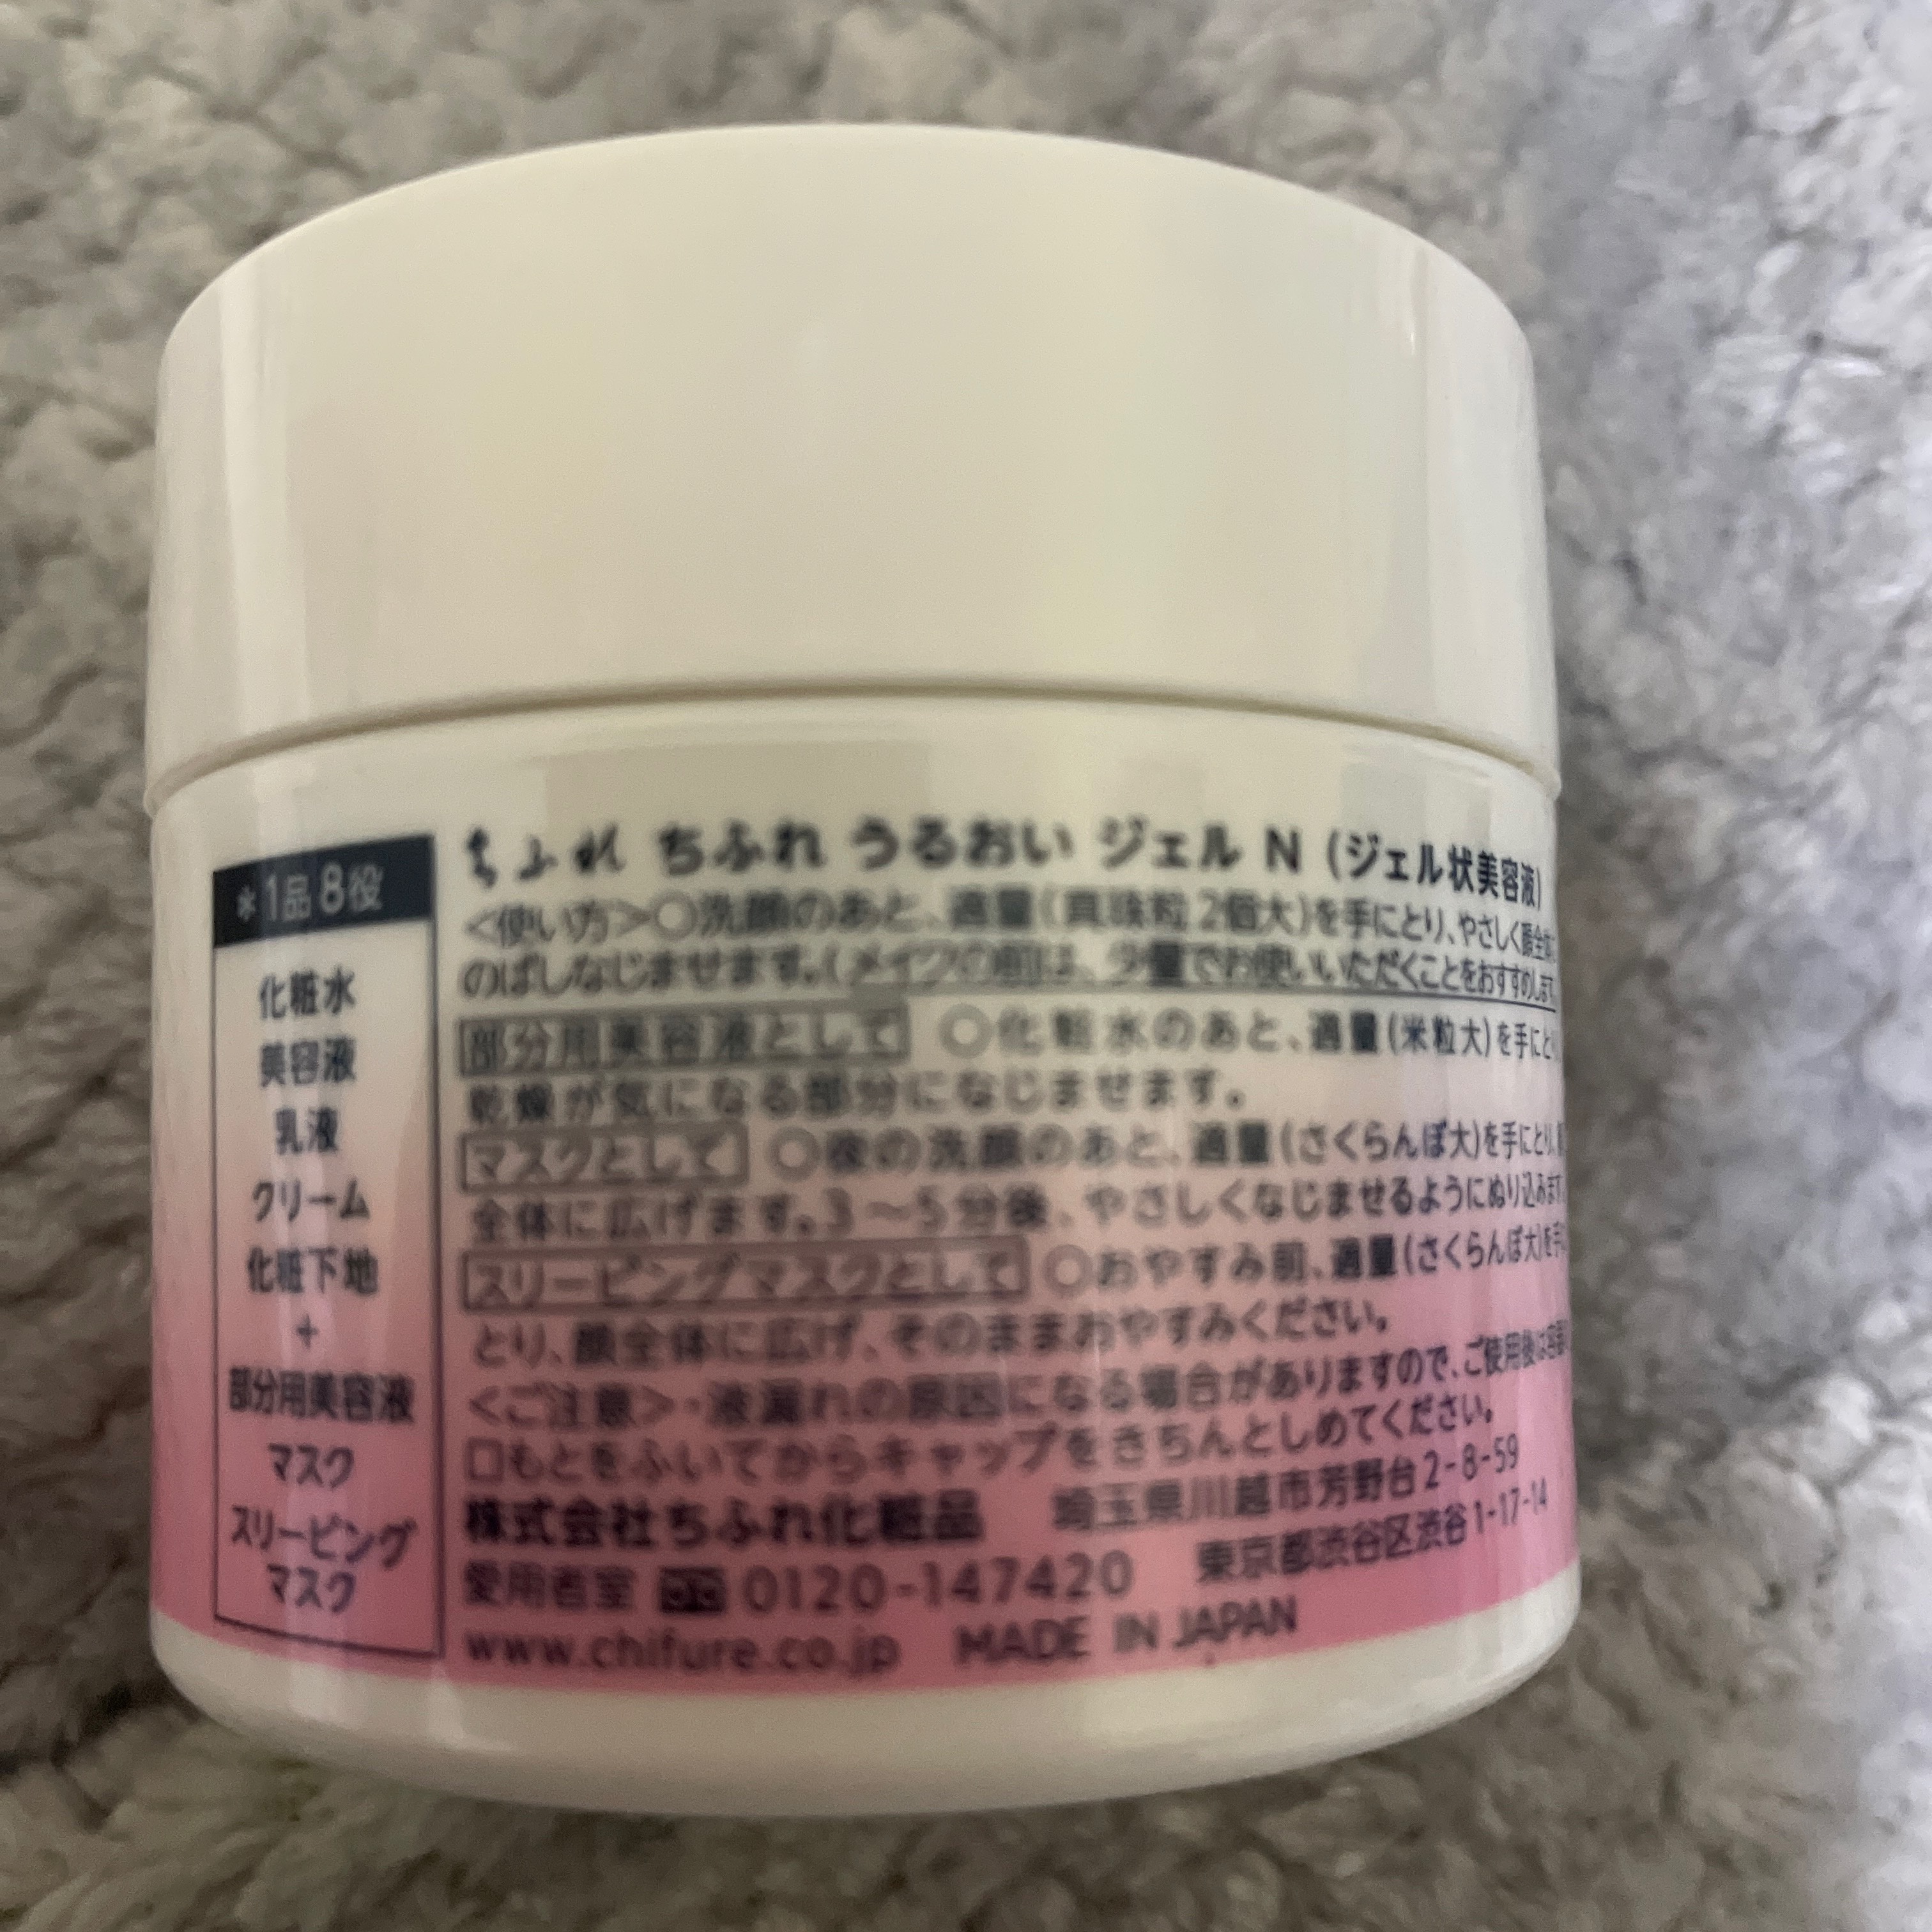 *1品8役
化粧水
美容液
乳液
クリーム
化粧下地
+
部分用美容液
マスク
スリーピング
マスク
ちふれ ちふれ うるおい ジェル N (ジェル状美容液)
<使い方>○洗顔のあと、適量(真珠粒2個大)を手にとり、やさしく顔全体に
のばしなじませます。(メイクの前は、少量でお使いいただくことをおすすめします。
部分用美容液として ○化粧水のあと、適量(米粒大)を手にとり
乾燥が気になる部分になじませます。
マスクとして ○夜の洗顔のあと、適量(さくらんぼ大)を手にとり、
全体に広げます。3～5分後、やさしくなじませるようにぬり込みます。
スリーピングマスクとして ○おやすみ前、適量(さくらんぼ大)を手に
とり、顔全体に広げ、そのままおやすみください。
<ご注意>・液漏れの原因になる場合がありますので、ご使用後は容器
口もとをふいてからキャップをきちんとしめてください。
株式会社ちふれ化粧品 埼玉県川越市芳野台2-8-59
愛用者室 0120-147420 東京都渋谷区渋谷1-17-14
www.chifure.co.jp MADE IN JAPAN